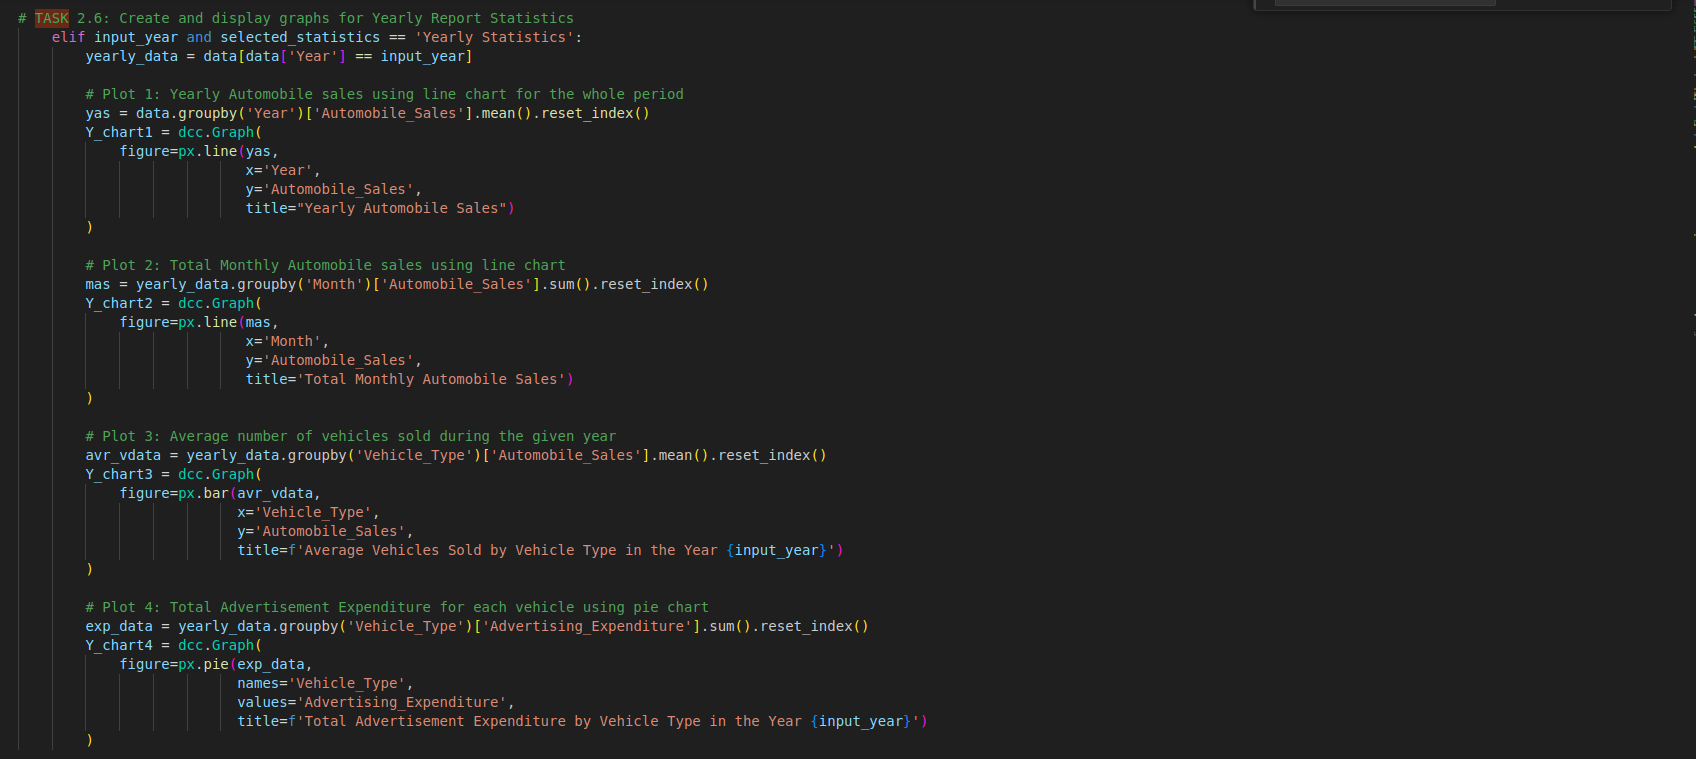 # TASK 2.6: Create and display graphs for Yearly Report Statistics
elif input_year and selected_statistics == 'Yearly Statistics':
yearly_data = data[data['Year'] == input_year]
# Plot 1: Yearly Automobile sales using line chart for the whole period
yas = data.groupby('Year')['Automobile_Sales'].mean().reset_index()
Y_chart1 = dcc.Graph(
figure=px.line(yas,
x='Year',
y='Automobile_Sales',
title="Yearly Automobile Sales")
)
# Plot 2: Total Monthly Automobile sales using line chart
mas = yearly_data.groupby('Month')['Automobile_Sales'].sum().reset_index()
Y_chart2 = dcc.Graph(
figure=px.line(mas,
x='Month',
y='Automobile_Sales',
title='Total Monthly Automobile Sales')
)
# Plot 3: Average number of vehicles sold during the given year
avr_vdata = yearly_data.groupby('Vehicle_Type')['Automobile_Sales'].mean().reset_index()
Y_chart3 = dcc.Graph(
figure=px.bar(avr_vdata,
x='Vehicle_Type',
y='Automobile_Sales',
title=f'Average Vehicles Sold by Vehicle Type in the Year {input_year}')
)
# Plot 4: Total Advertisement Expenditure for each vehicle using pie chart
exp_data = yearly_data.groupby('Vehicle_Type')['Advertising_Expenditure'].sum().reset_index()
Y_chart4 = dcc.Graph(
figure=px.pie(exp_data,
names='Vehicle_Type',
values='Advertising_Expenditure',
title=f'Total Advertisement Expenditure by Vehicle Type in the Year {input_year}')
)